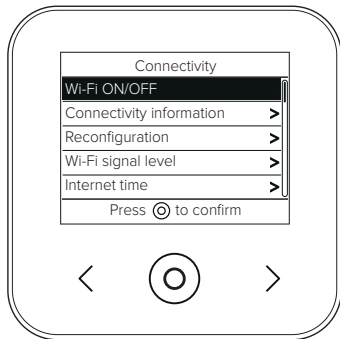 Connectivity
Wi-Fi ON/OFF
Connectivity information >
Reconfiguration >
Wi-Fi signal level >
Internet time >
Press ⊚ to confirm